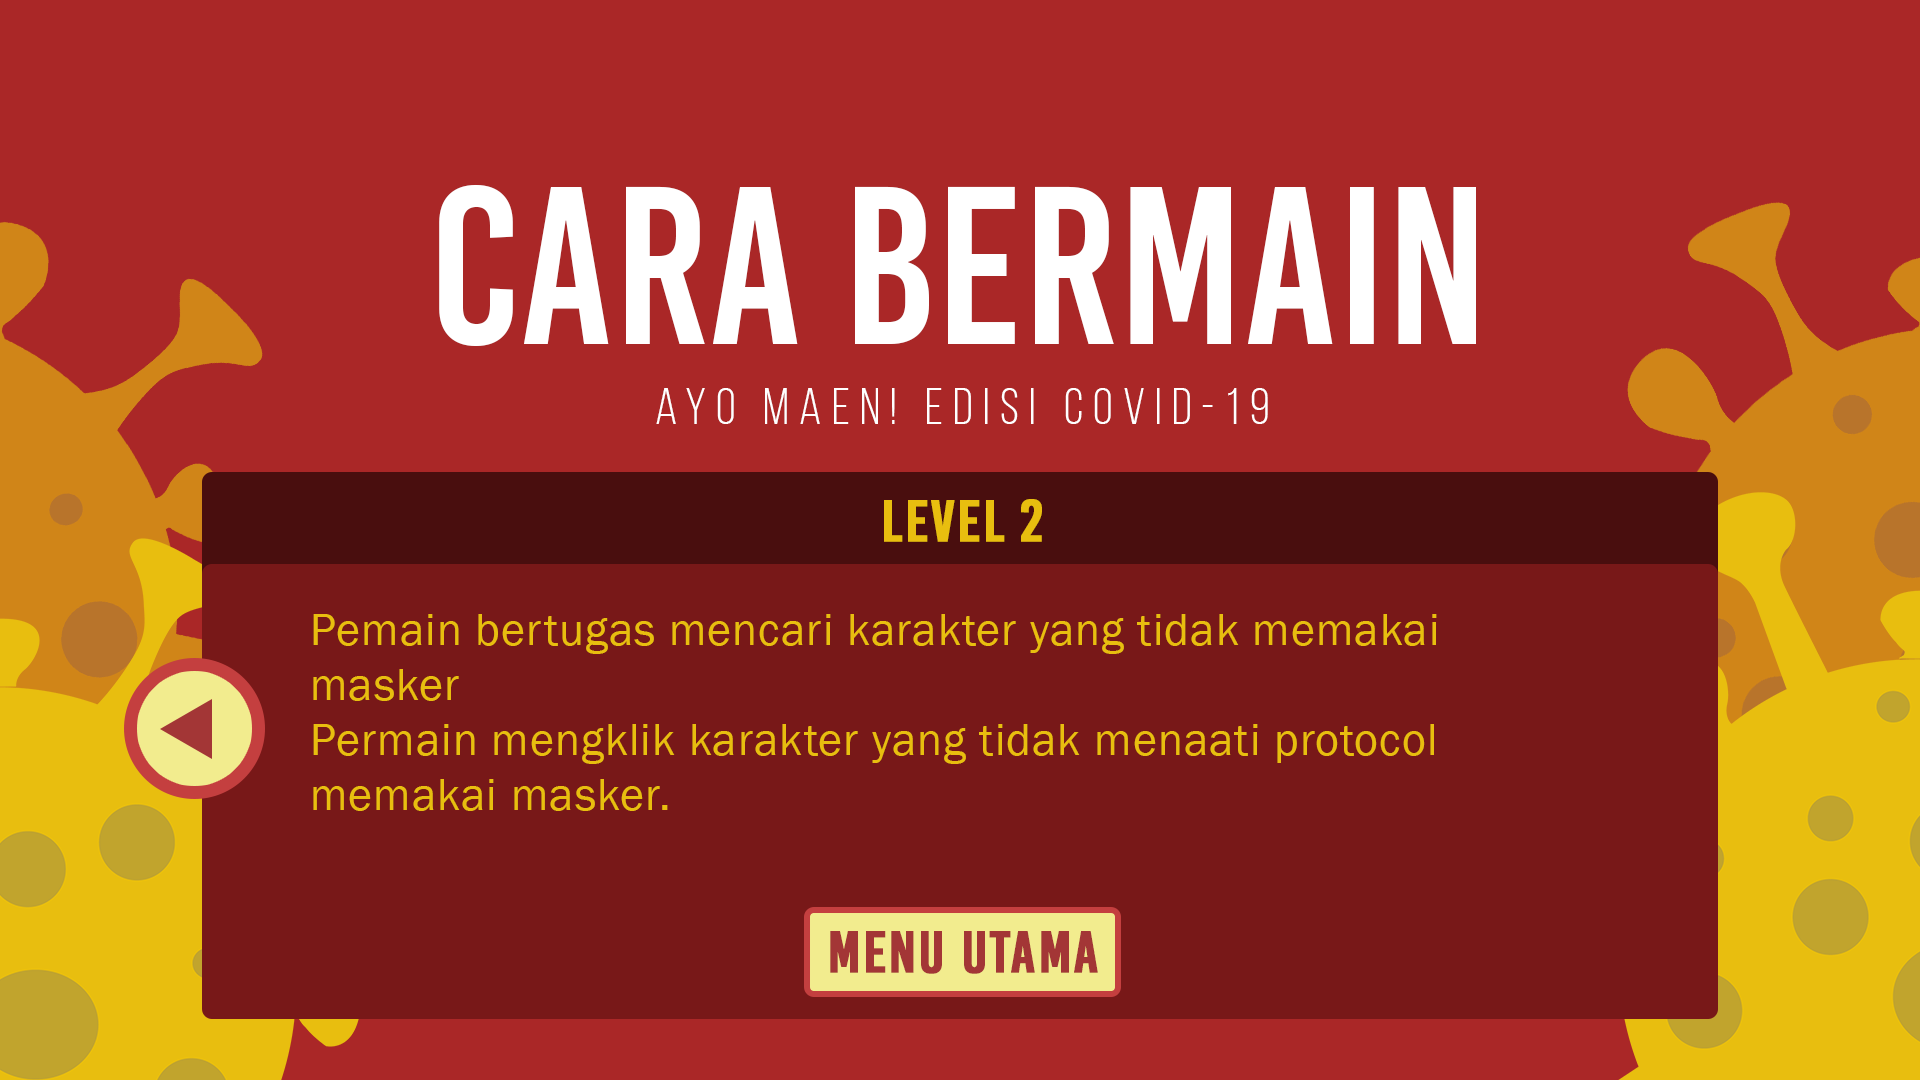 CARA BERMAIN
AYO MAEN! EDISI COVID-19
LEVEL 2
Pemain bertugas mencari karakter yang tidak memakai
masker
Permain mengklik karakter yang tidak menaati protocol
memakai masker.
MENU UTAMA